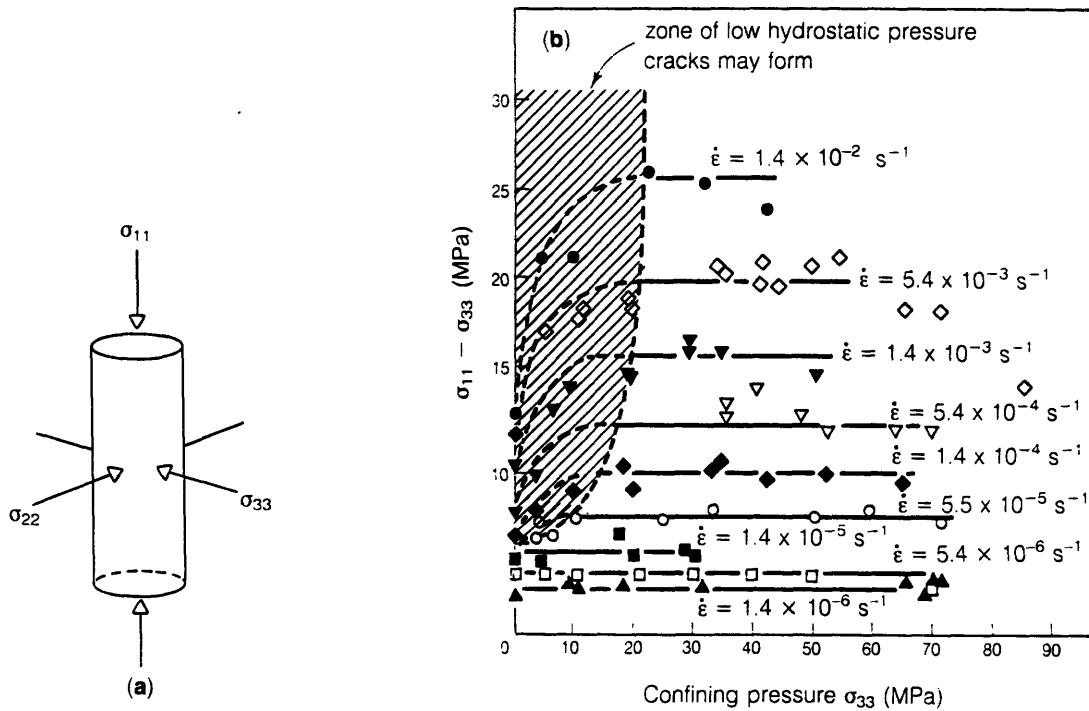 σ₁₁
σ₂₂
σ₃₃
(a)
(b)
zone of low hydrostatic pressure
cracks may form
σ₁₁ − σ₃₃ (MPa)
30
25
20
15
10
ε̇ = 1.4 × 10⁻² s⁻¹
ε̇ = 5.4 × 10⁻³ s⁻¹
ε̇ = 1.4 x 10⁻³ s⁻¹
ε̇ = 5.4 × 10⁻⁴ s⁻¹
ε̇ = 1.4 × 10⁻⁴ s⁻¹
ε̇ = 5.5 × 10⁻⁵ s⁻¹
ε̇ = 1.4 × 10⁻⁵ s⁻¹
ε̇ = 5.4 × 10⁻⁶ s⁻¹
ε̇ = 1.4 × 10⁻⁶ s⁻¹
0 10 20 30 40 50 60 70 80 90
Confining pressure σ₃₃ (MPa)